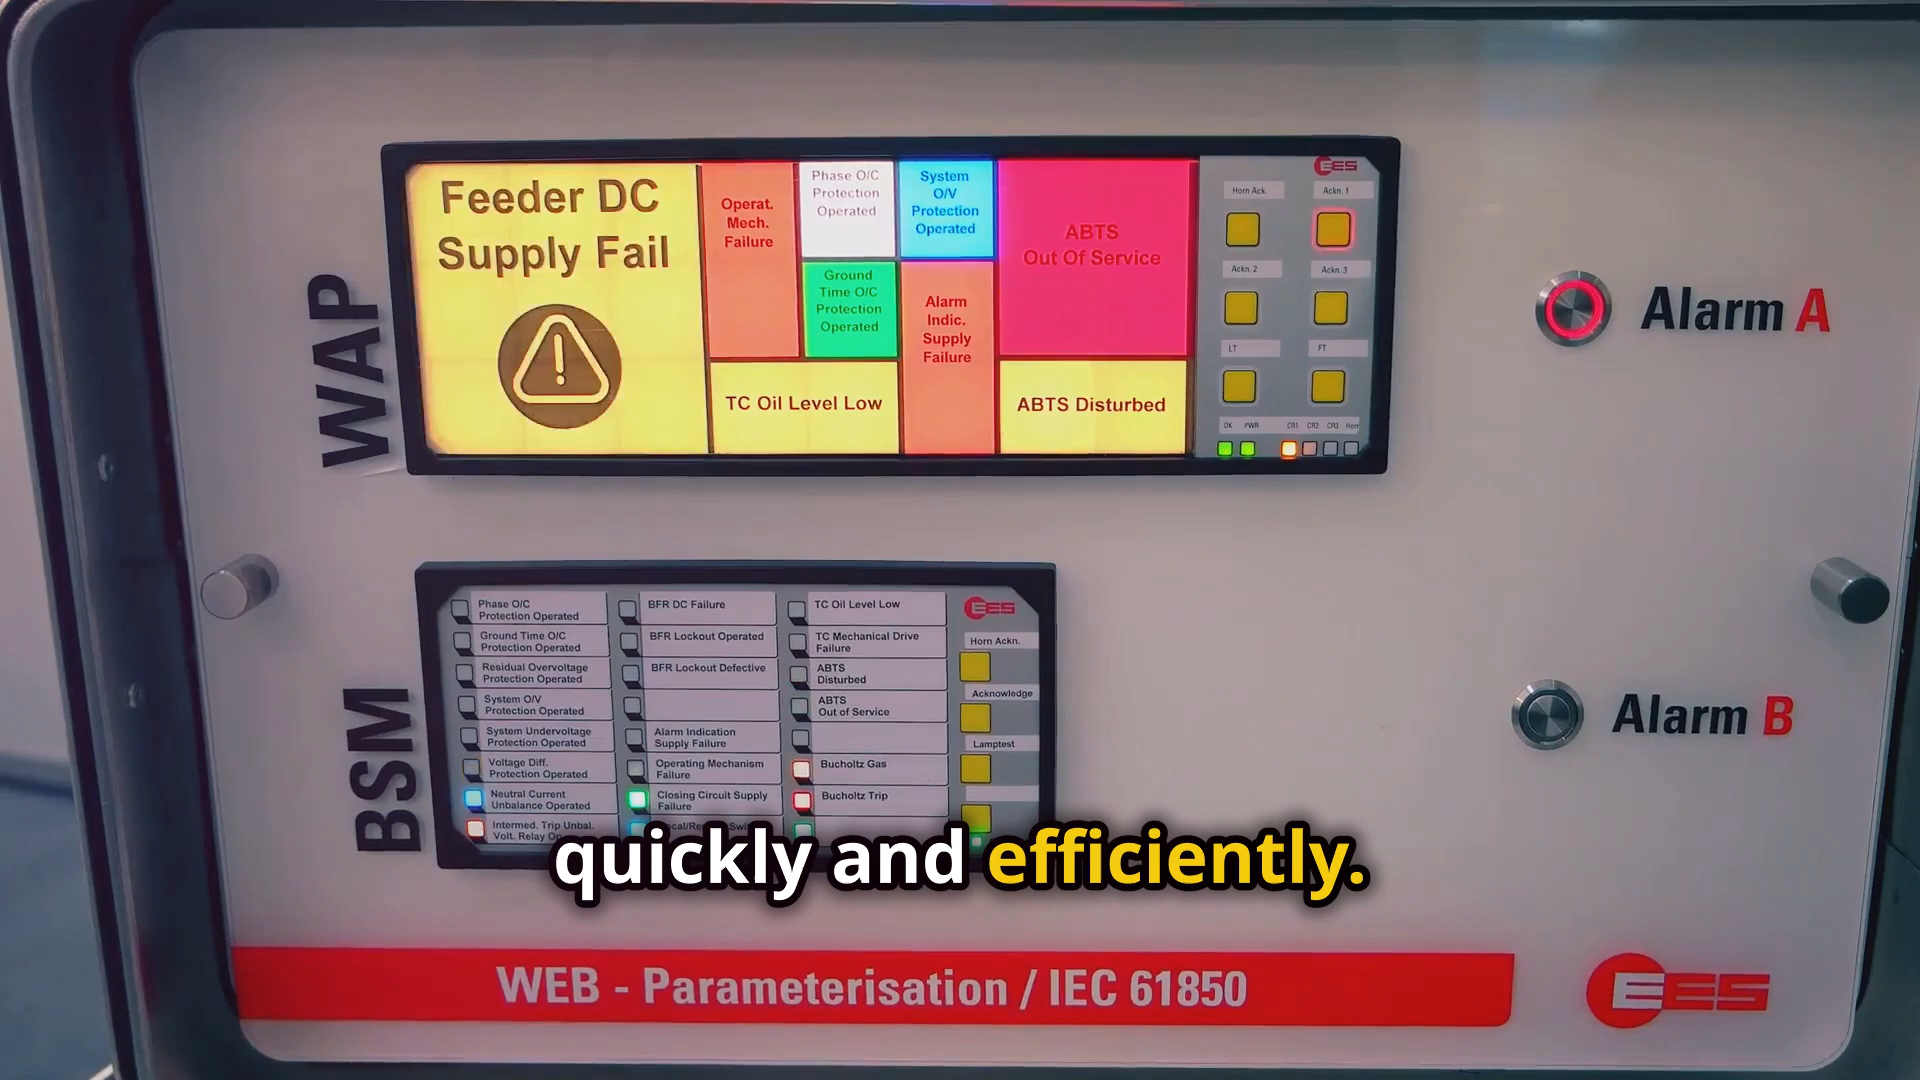 WAP
Feeder DC
Supply Fail
Operat.
Mech.
Failure
Phase O/C
Protection
Operated
System
O/V
Protection
Operated
Ground
Time O/C
Protection
Operated
Alarm
Indic.
Supply
Failure
ABTS
Out Of Service
TC Oil Level Low
ABTS Disturbed
EES
Horn Ack.
Ackn. 1
Ackn. 2
Ackn. 3
LT
FT
OK PWR CR1 CR2 CR3 Horn
Alarm A
Alarm B
BSM
Phase O/C
Protection Operated
Ground Time O/C
Protection Operated
Residual Overvoltage
Protection Operated
System O/V
Protection Operated
System Undervoltage
Protection Operated
Voltage Diff.
Protection Operated
Neutral Current
Unbalance Operated
Intermed. Trip Unbal.
Volt. Relay
BFR DC Failure
BFR Lockout Operated
BFR Lockout Defective
Alarm Indication
Supply Failure
Operating Mechanism
Failure
Closing Circuit Supply
Failure
TC Oil Level Low
TC Mechanical Drive
Failure
ABTS
Disturbed
ABTS
Out of Service
Bucholtz Gas
Bucholtz Trip
EES
Horn Ackn.
Acknowledge
Lamptest
quickly and efficiently.
WEB - Parameterisation / IEC 61850
EES